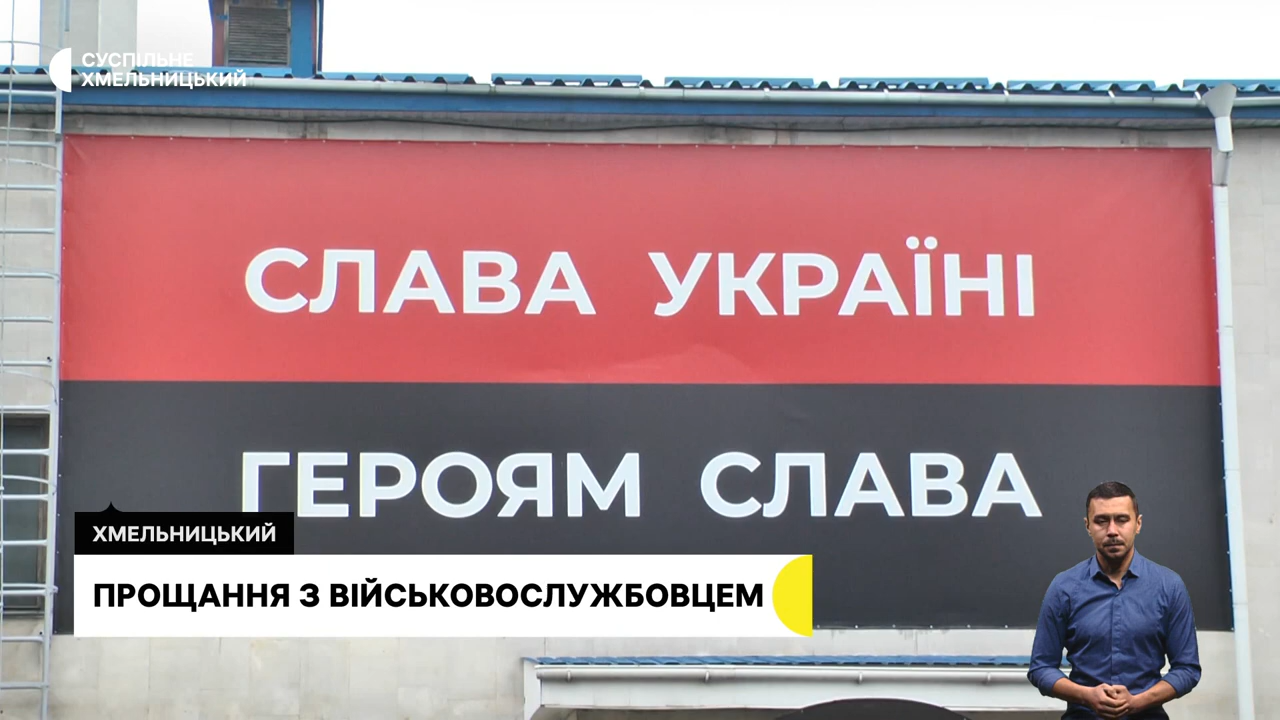 СУСПІЛЬНЕ
ХМЕЛЬНИЦЬКИЙ
СЛАВА УКРАЇНІ
ГЕРОЯМ СЛАВА
ХМЕЛЬНИЦЬКИЙ
ПРОЩАННЯ З ВІЙСЬКОВОСЛУЖБОВЦЕМ